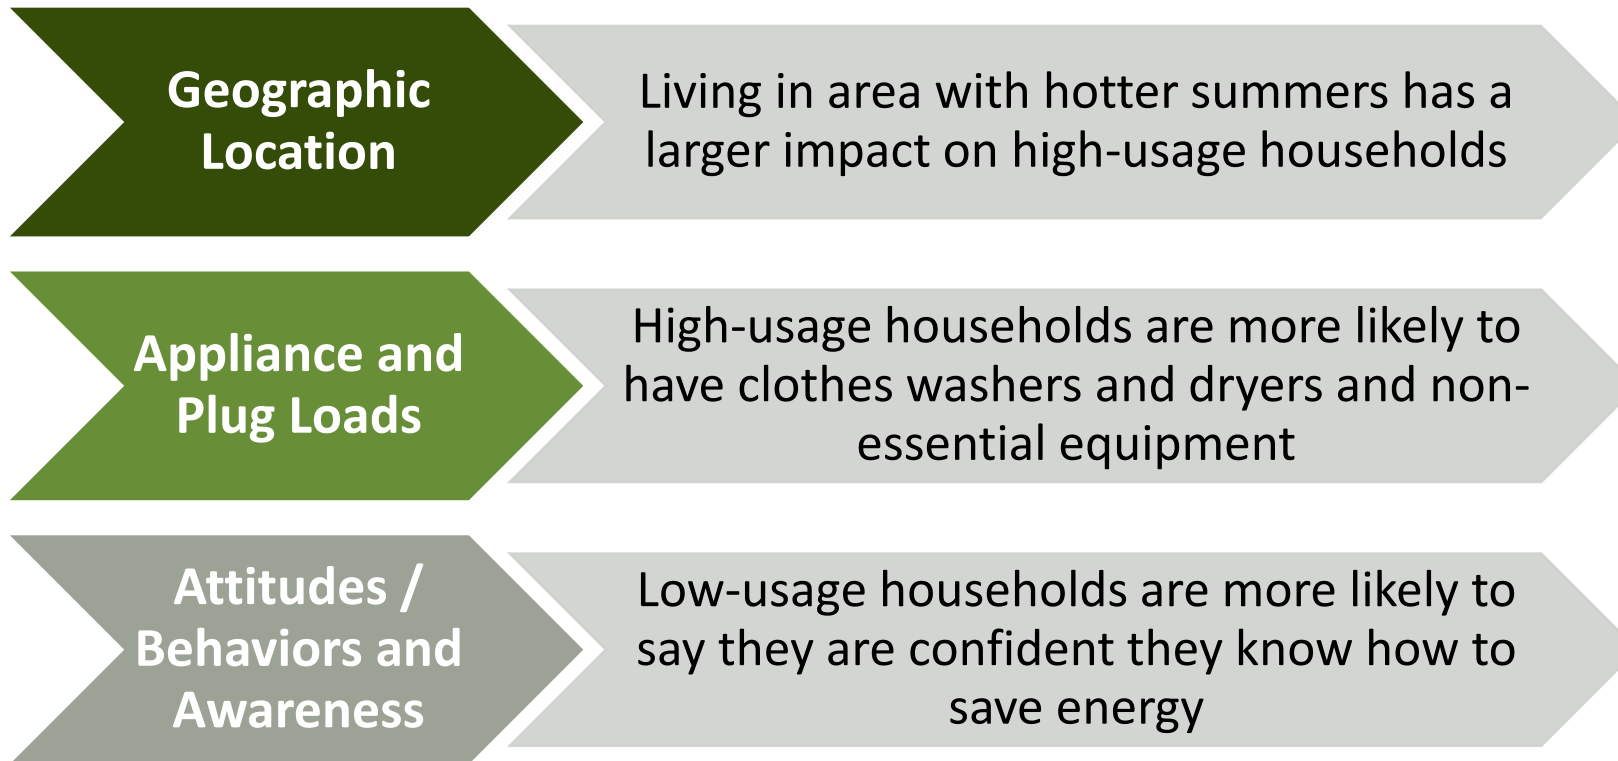 Geographic
Location
Living in area with hotter summers has a
larger impact on high-usage households
Appliance and
Plug Loads
High-usage households are more likely to
have clothes washers and dryers and non-
essential equipment
Attitudes /
Behaviors and
Awareness
Low-usage households are more likely to
say they are confident they know how to
save energy